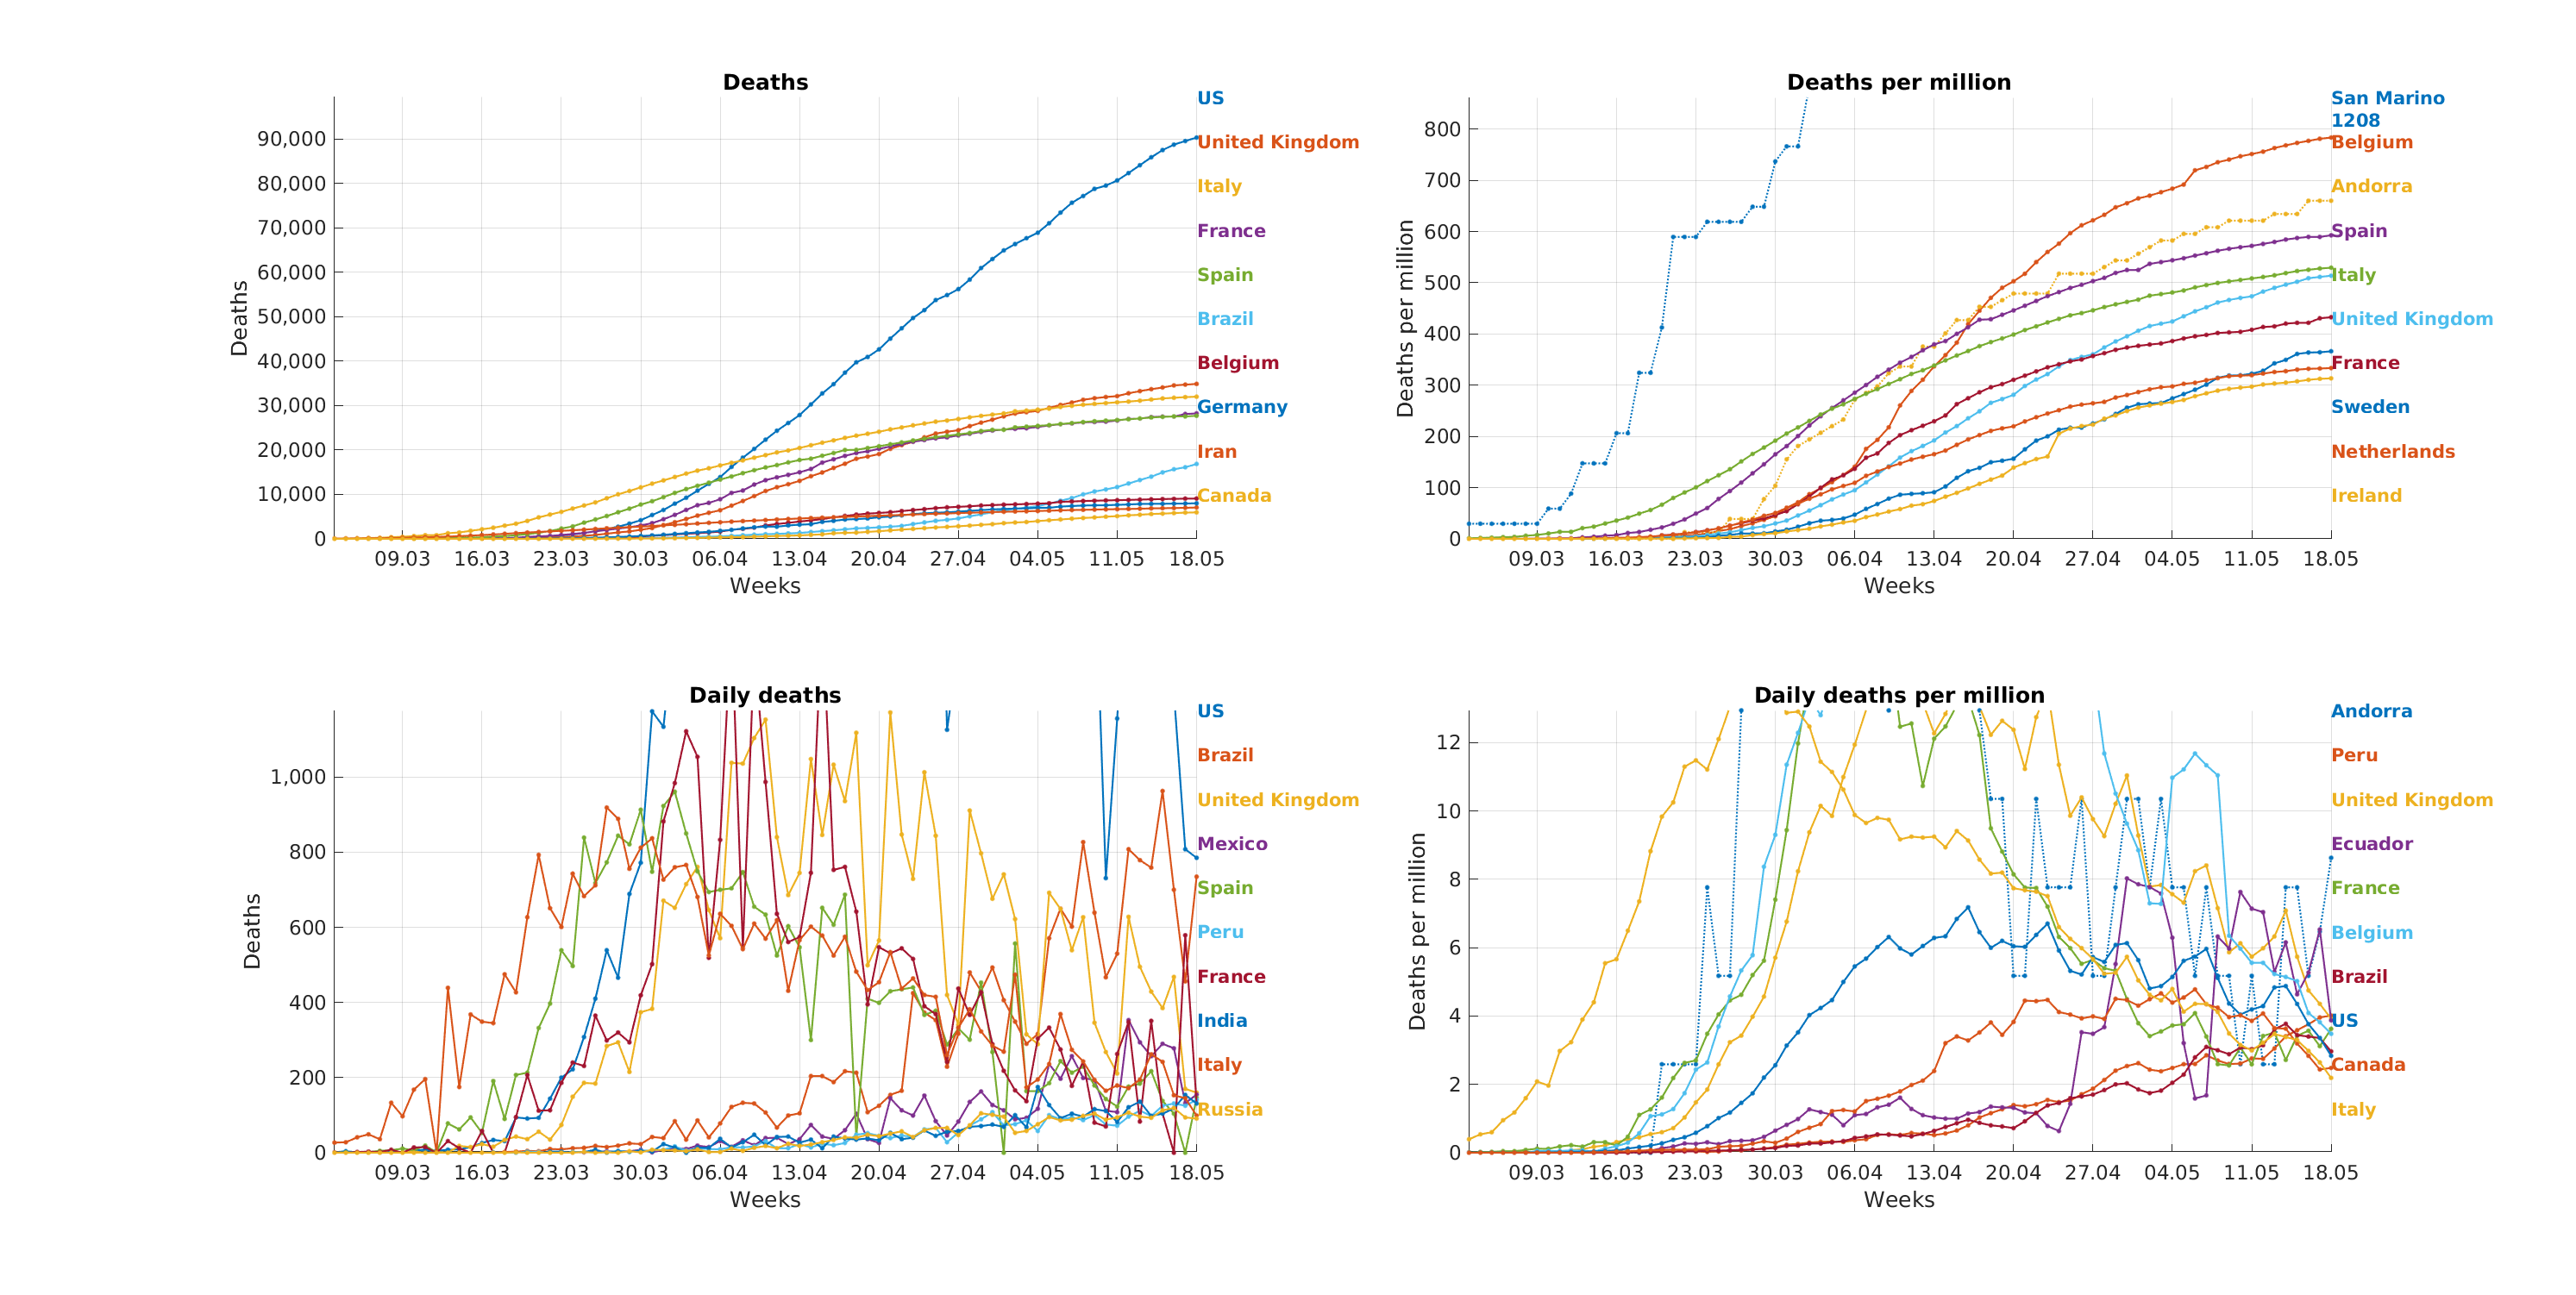 Deaths
Deaths
90,000
80,000
70,000
60,000
50,000
40,000
30,000
20,000
10,000
0
09.03 16.03 23.03 30.03 06.04 13.04 20.04 27.04 04.05 11.05 18.05
Weeks
US
United Kingdom
Italy
France
Spain
Brazil
Belgium
Germany
Iran
Canada
Deaths per million
Deaths per million
800
700
600
500
400
300
200
100
0
09.03 16.03 23.03 30.03 06.04 13.04 20.04 27.04 04.05 11.05 18.05
Weeks
San Marino
1208
Belgium
Andorra
Spain
Italy
United Kingdom
France
Sweden
Netherlands
Ireland
Daily deaths
Deaths
1,000
800
600
400
200
0
09.03 16.03 23.03 30.03 06.04 13.04 20.04 27.04 04.05 11.05 18.05
Weeks
US
Brazil
United Kingdom
Mexico
Spain
Peru
France
India
Italy
Russia
Daily deaths per million
Deaths per million
12
10
8
6
4
2
0
09.03 16.03 23.03 30.03 06.04 13.04 20.04 27.04 04.05 11.05 18.05
Weeks
Andorra
Peru
United Kingdom
Ecuador
France
Belgium
Brazil
US
Canada
Italy